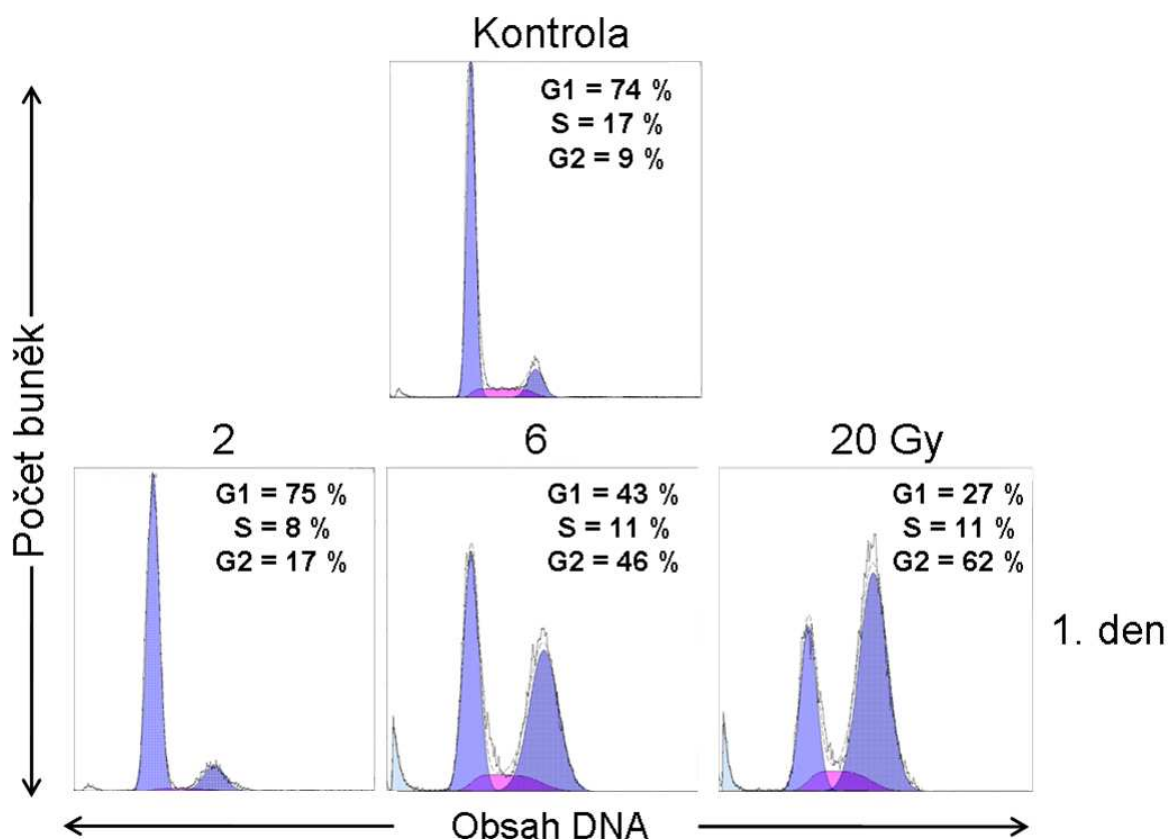 Kontrola
G1 = 74 %
S = 17 %
G2 = 9 %
Počet buněk
2
G1 = 75 %
S = 8 %
G2 = 17 %
6
G1 = 43 %
S = 11 %
G2 = 46 %
20 Gy
G1 = 27 %
S = 11 %
G2 = 62 %
1. den
Obsah DNA